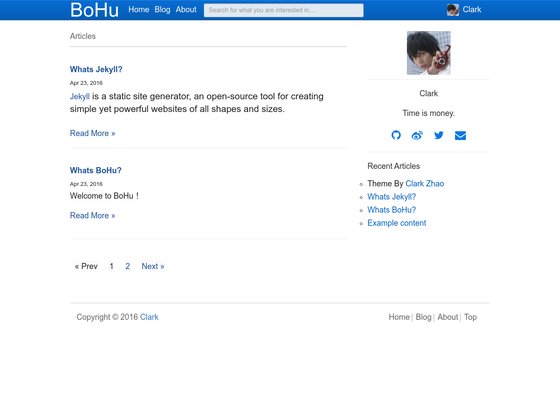 BoHu Home Blog About Search for what you are interested in.... Clark
Articles
Whats Jekyll?
Apr 23, 2016
Jekyll is a static site generator, an open-source tool for creating
simple yet powerful websites of all shapes and sizes.
Read More »
Whats BoHu?
Apr 23, 2016
Welcome to BoHu！
Read More »
« Prev 1 2 Next »
Clark
Time is money.
Recent Articles
Theme By Clark Zhao
Whats Jekyll?
Whats BoHu?
Example content
Copyright © 2016 Clark
Home | Blog | About | Top